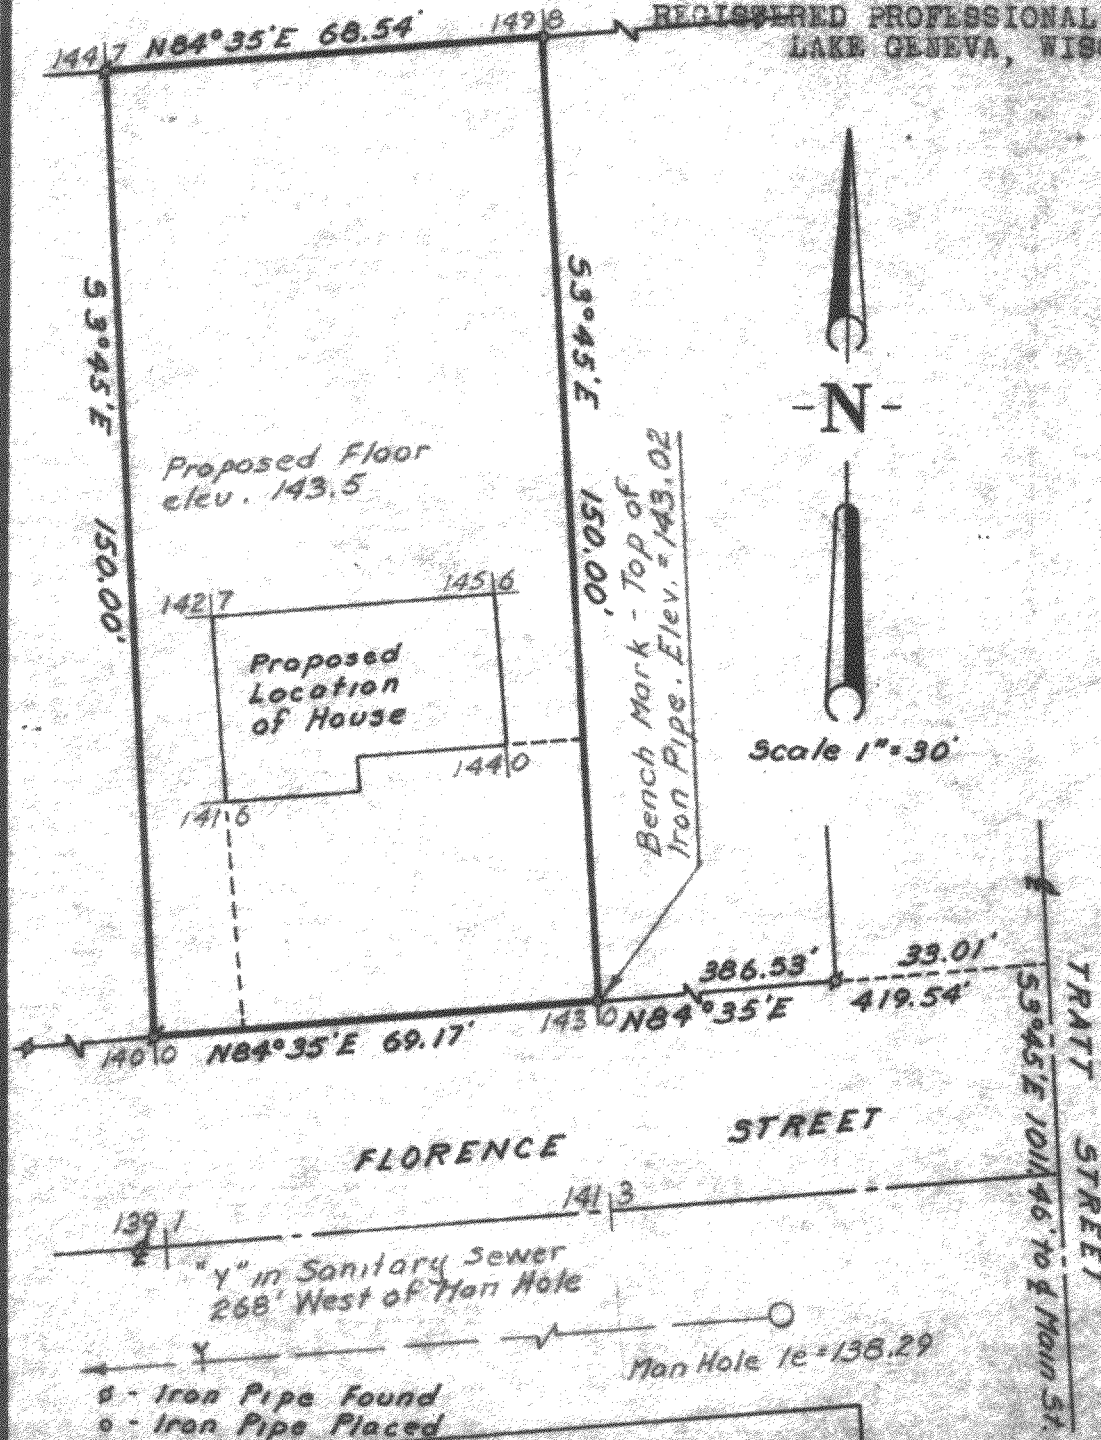 REGISTERED PROFESSIONAL
LAKE GENEVA, WIS
144|7 N84°35'E 68.54' 149|8
S 3°45'E 150.00'
S3°45'E 150.00'
N
Proposed Floor
elev. 143.5
Bench Mark - Top of
Iron Pipe. Elev. = 143.02
142|7
145|6
Proposed
Location
of House
Scale 1"=30'
144|0
141|6
386.53'
33.01'
419.54'
140|0 N84°35'E 69.17' 143|0 N84°35'E
S3°45'E 1011.46' to ℄ Main St.
TRATT STREET
FLORENCE STREET
139|1
141|3
"Y" in Sanitary Sewer
268' West of Man Hole
Y
Man Hole Ie=138.29
ø - Iron Pipe Found
o - Iron Pipe Placed